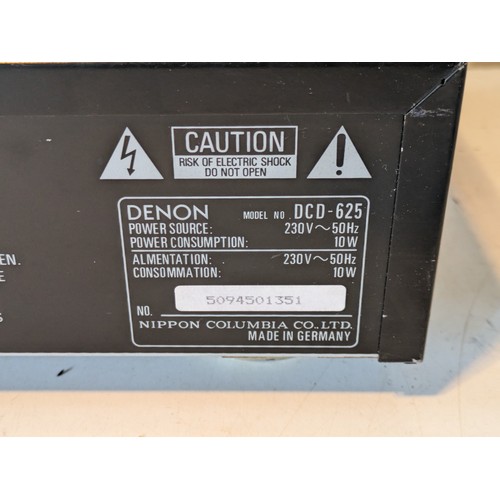 CAUTION
RISK OF ELECTRIC SHOCK
DO NOT OPEN
DENON MODEL NO. DCD-625
POWER SOURCE: 230V~50Hz
POWER CONSUMPTION: 10W
ALMENTATION: 230V~50Hz
CONSOMMATION: 10W
NO. 5094501351
NIPPON COLUMBIA CO., LTD.
MADE IN GERMANY